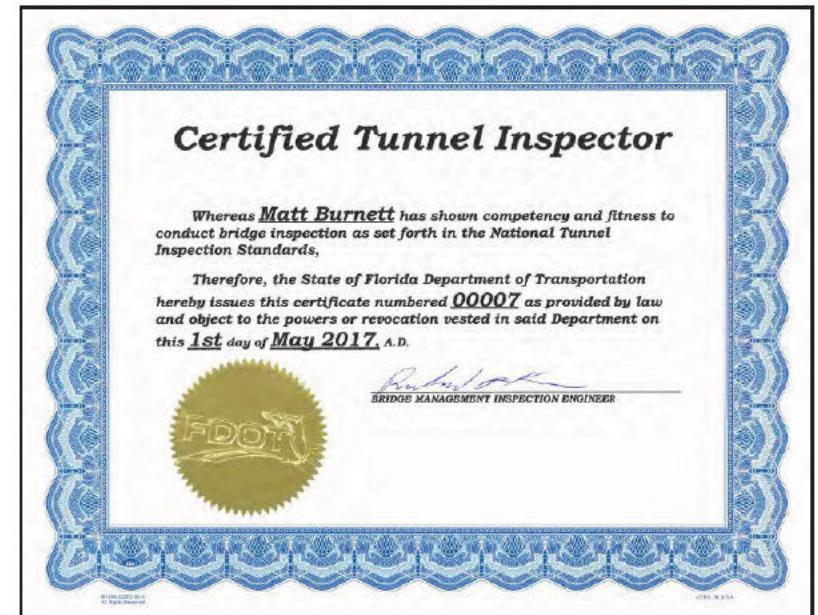 Certified Tunnel Inspector
Whereas Matt Burnett has shown competency and fitness to
conduct bridge inspection as set forth in the National Tunnel
Inspection Standards,
Therefore, the State of Florida Department of Transportation
hereby issues this certificate numbered 00007 as provided by law
and object to the powers or revocation vested in said Department on
this 1st day of May 2017, A.D.
BRIDGE MANAGEMENT INSPECTION ENGINEER
FDOT
All Rights Reserved